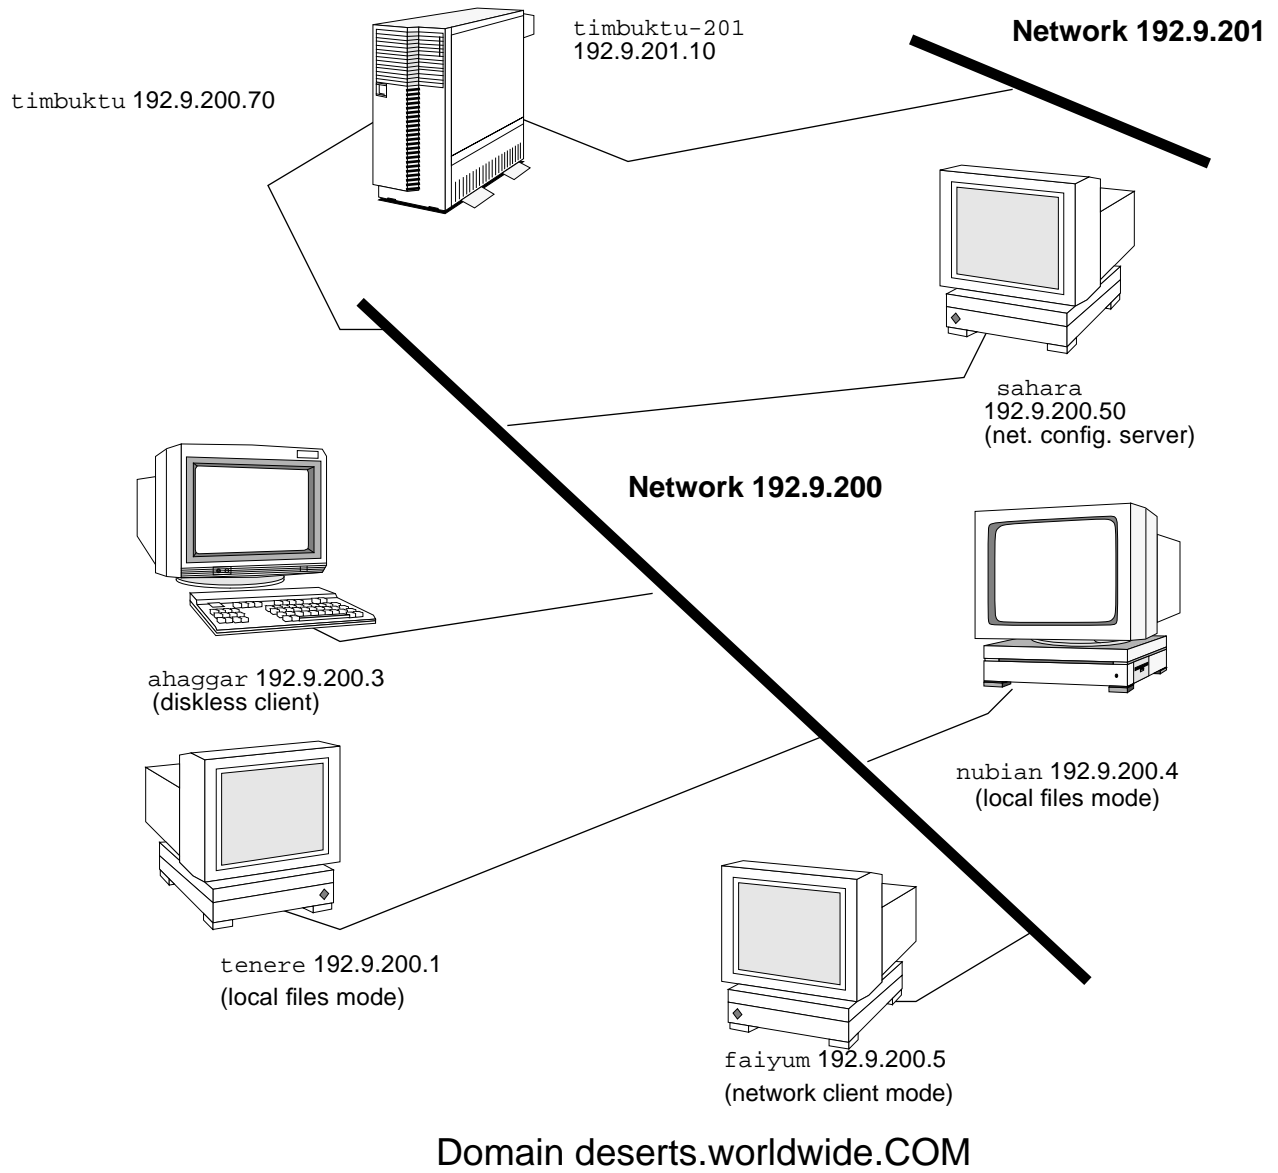 timbuktu-201
192.9.201.10
Network 192.9.201
timbuktu 192.9.200.70
sahara
192.9.200.50
(net. config. server)
Network 192.9.200
ahaggar 192.9.200.3
(diskless client)
nubian 192.9.200.4
(local files mode)
tenere 192.9.200.1
(local files mode)
faiyum 192.9.200.5
(network client mode)
Domain deserts.worldwide.COM